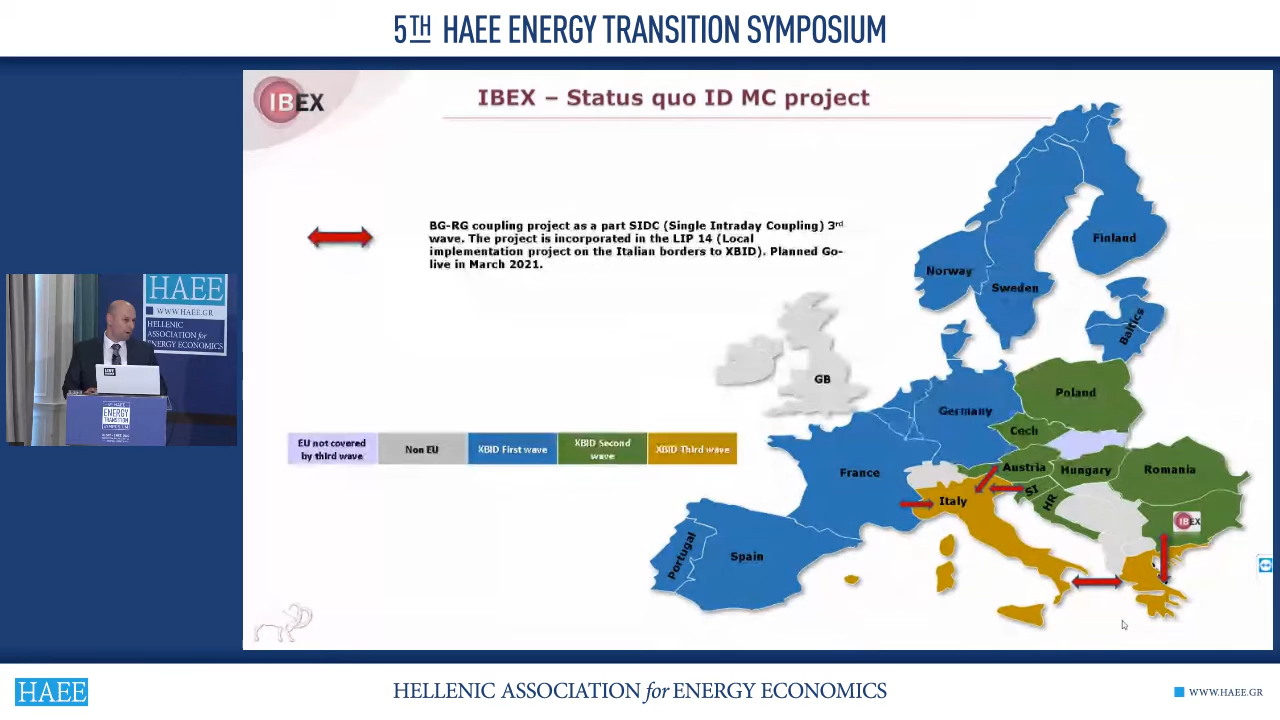 5TH HAEE ENERGY TRANSITION SYMPOSIUM
IBEX
IBEX – Status quo ID MC project
BG-RG coupling project as a part SIDC (Single Intraday Coupling) 3rd
wave. The project is incorporated in the LIP 14 (Local
implementation project on the Italian borders to XBID). Planned Go-
live in March 2021.
Finland
Norway
Sweden
Baltics
GB
Poland
Germany
Cech
France
Austria
Hungary
Romania
SI
HR
Italy
IBEX
Portugal
Spain
EU not covered
by third wave
Non EU
XBID First wave
XBID Second
wave
XBID Third wave
HAEE
WWW.HAEE.GR
HELLENIC
ASSOCIATION for
ENERGY ECONOMICS
ENERGY
TRANSITION
SYMPOSIUM
HAEE
HELLENIC ASSOCIATION for ENERGY ECONOMICS
WWW.HAEE.GR